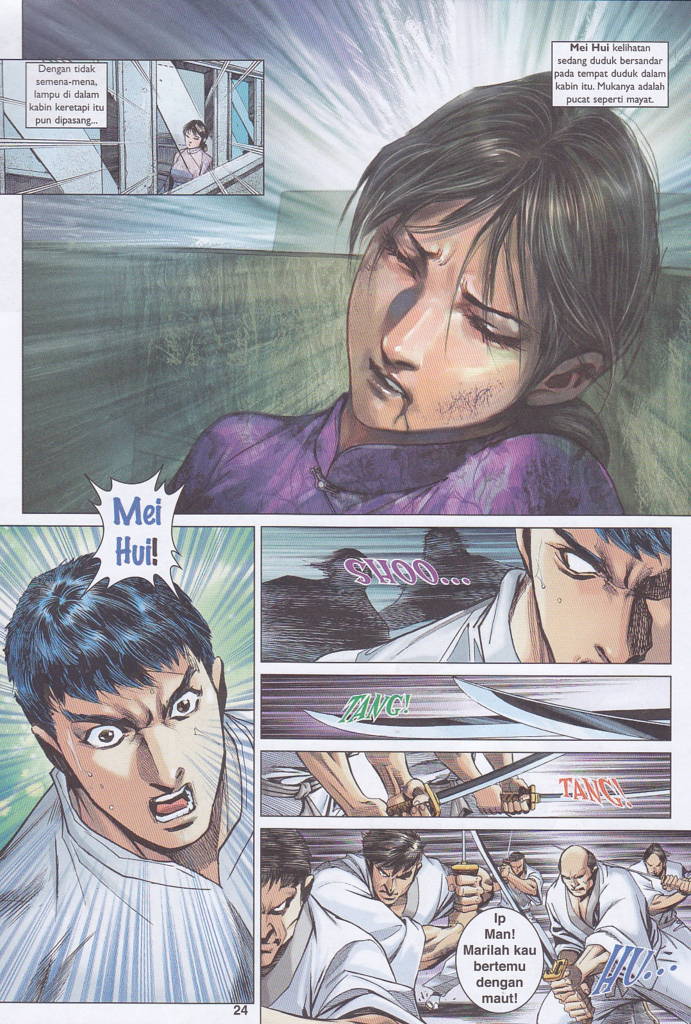 Dengan tidak
semena-mena,
lampu di dalam
kabin keretapi itu
pun dipasang...
Mei Hui kelihatan
sedang duduk bersandar
pada tempat duduk dalam
kabin itu. Mukanya adalah
pucat seperti mayat.
Mei
Hui!
SHOO...
TANG!
TANG!
Ip
Man!
Marilah kau
bertemu
dengan
maut!
HU...
24